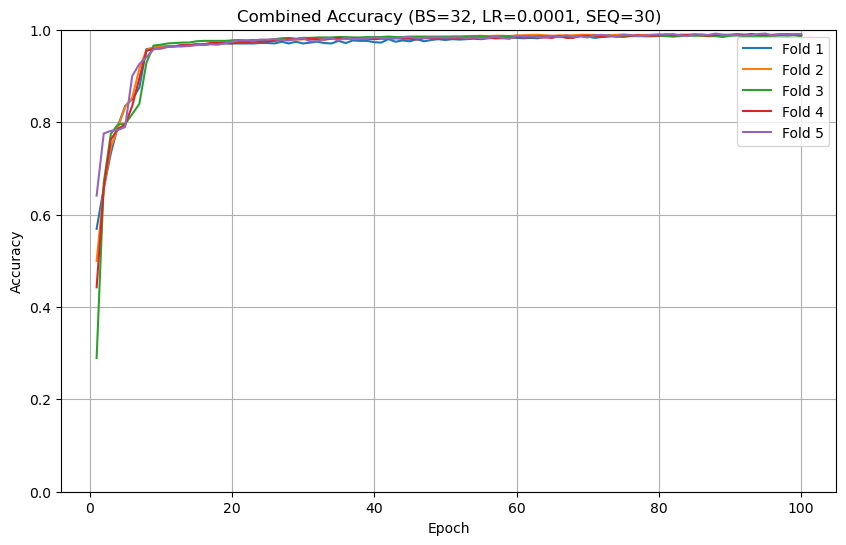 Combined Accuracy (BS=32, LR=0.0001, SEQ=30)
1.0
0.8
0.6
0.4
0.2
0.0
Accuracy
0 20 40 60 80 100
Epoch
Fold 1
Fold 2
Fold 3
Fold 4
Fold 5